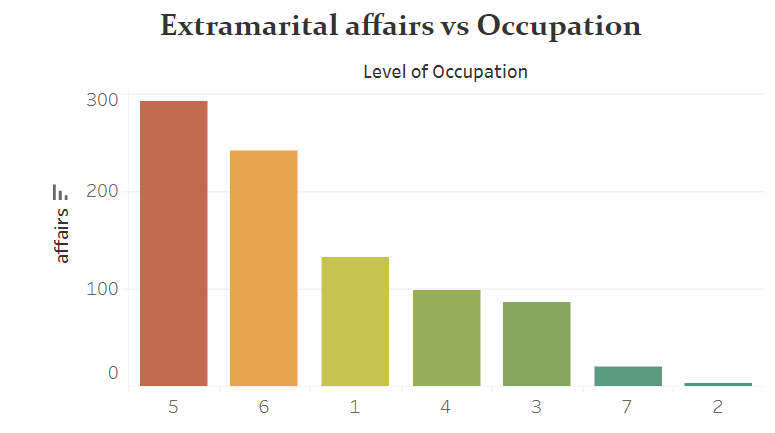 Extramarital affairs vs Occupation
Level of Occupation
300
200
100
0
affairs
5 6 1 4 3 7 2